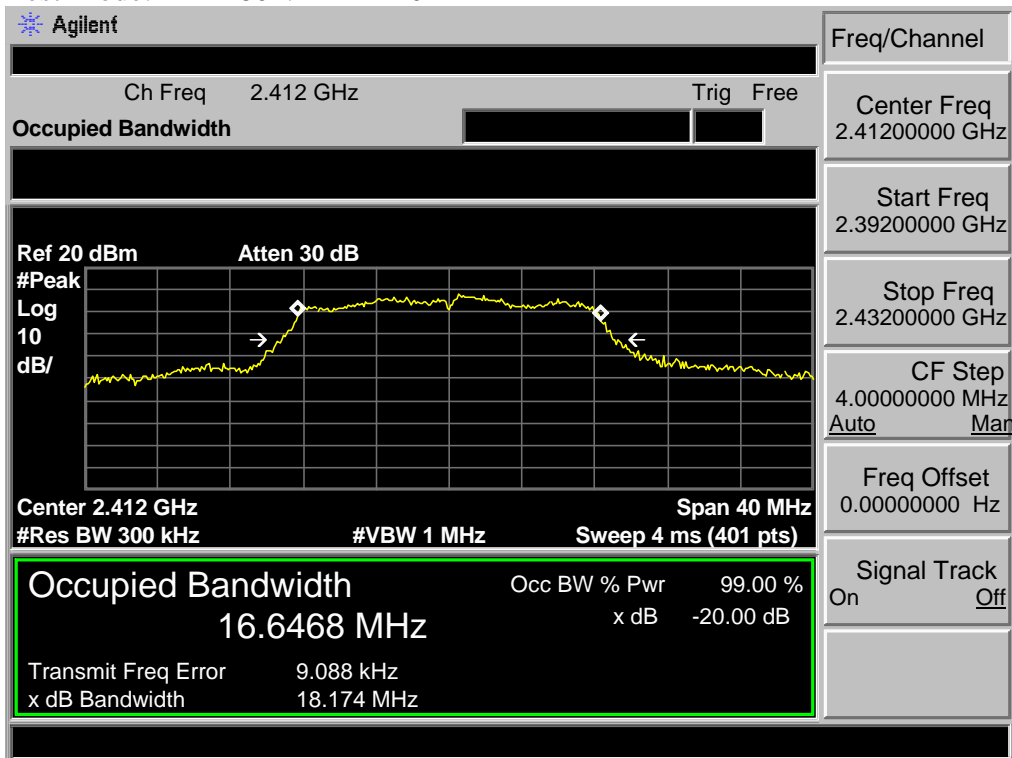 Agilent
Freq/Channel
Ch Freq 2.412 GHz Trig Free
Occupied Bandwidth
Center Freq
2.41200000 GHz
Start Freq
2.39200000 GHz
Stop Freq
2.43200000 GHz
CF Step
4.00000000 MHz
Auto Man
Freq Offset
0.00000000 Hz
Signal Track
On Off
Ref 20 dBm Atten 30 dB
#Peak
Log
10
dB/
Center 2.412 GHz Span 40 MHz
#Res BW 300 kHz #VBW 1 MHz Sweep 4 ms (401 pts)
Occupied Bandwidth Occ BW % Pwr 99.00 %
16.6468 MHz x dB -20.00 dB
Transmit Freq Error 9.088 kHz
x dB Bandwidth 18.174 MHz